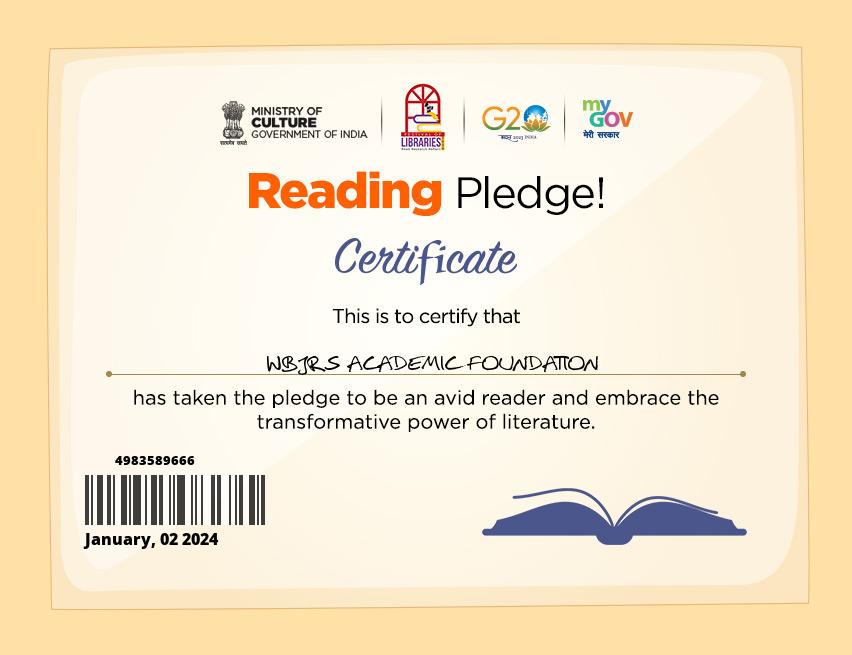 MINISTRY OF
CULTURE
GOVERNMENT OF INDIA
सत्यमेव जयते
FESTIVAL OF
LIBRARIES
G20
2023 INDIA
my
GOV
मेरी सरकार
Reading Pledge!
Certificate
This is to certify that
WBJRS ACADEMIC FOUNDATION
has taken the pledge to be an avid reader and embrace the
transformative power of literature.
4983589666
January, 02 2024